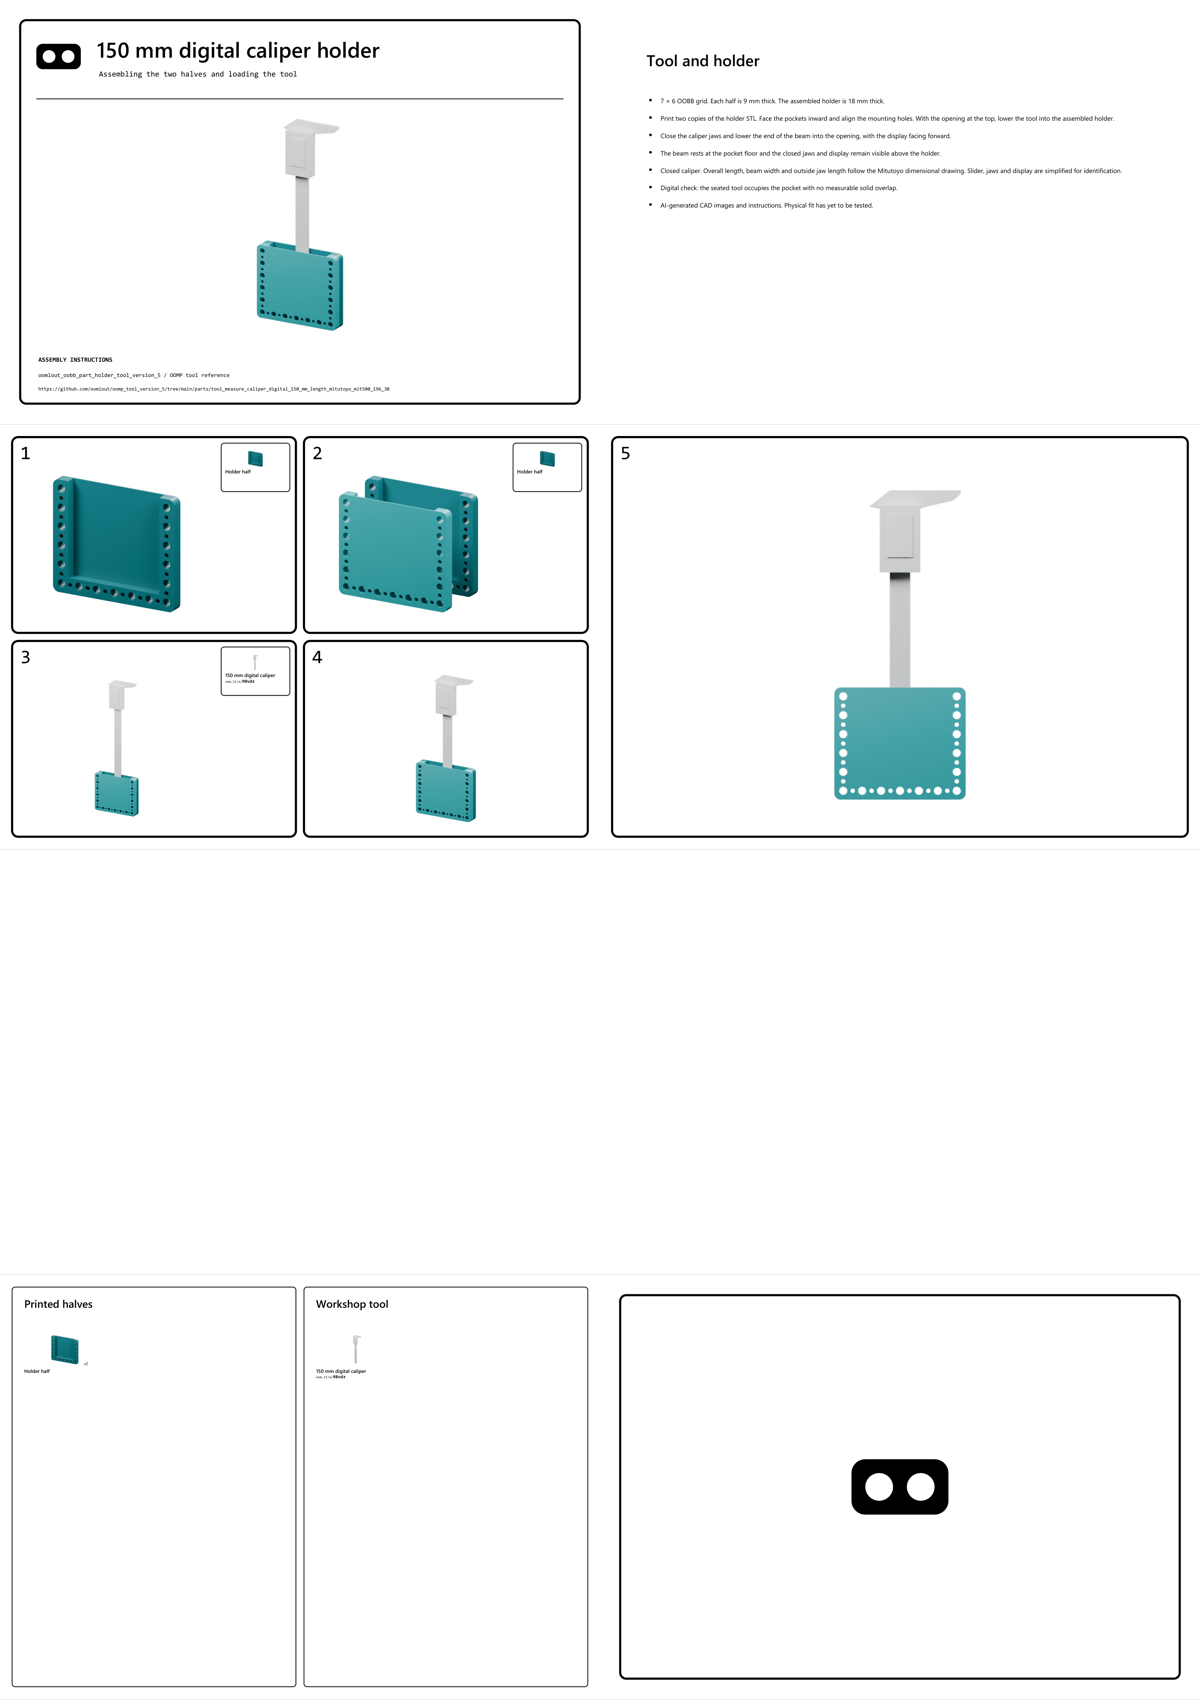 150 mm digital caliper holder
Assembling the two halves and loading the tool
ASSEMBLY INSTRUCTIONS
oomlout_oobb_part_holder_tool_version_5 / OOMP tool reference
https://github.com/oomlout/oomp_tool_version_5/tree/main/parts/tool_measure_caliper_digital_150_mm_length_mitutoyo_mit500_196_30
Tool and holder
• 7 × 6 OOBB grid. Each half is 9 mm thick. The assembled holder is 18 mm thick.
• Print two copies of the holder STL. Face the pockets inward and align the mounting holes. With the opening at the top, lower the tool into the assembled holder.
• Close the caliper jaws and lower the end of the beam into the opening, with the display facing forward.
• The beam rests at the pocket floor and the closed jaws and display remain visible above the holder.
• Closed caliper. Overall length, beam width and outside jaw length follow the Mitutoyo dimensional drawing. Slider, jaws and display are simplified for identification.
• Digital check: the seated tool occupies the pocket with no measurable solid overlap.
• AI-generated CAD images and instructions. Physical fit has yet to be tested.
1
Holder half
2
Holder half
3
150 mm digital caliper
4
5
Printed halves
x2
Holder half
Workshop tool
150 mm digital caliper